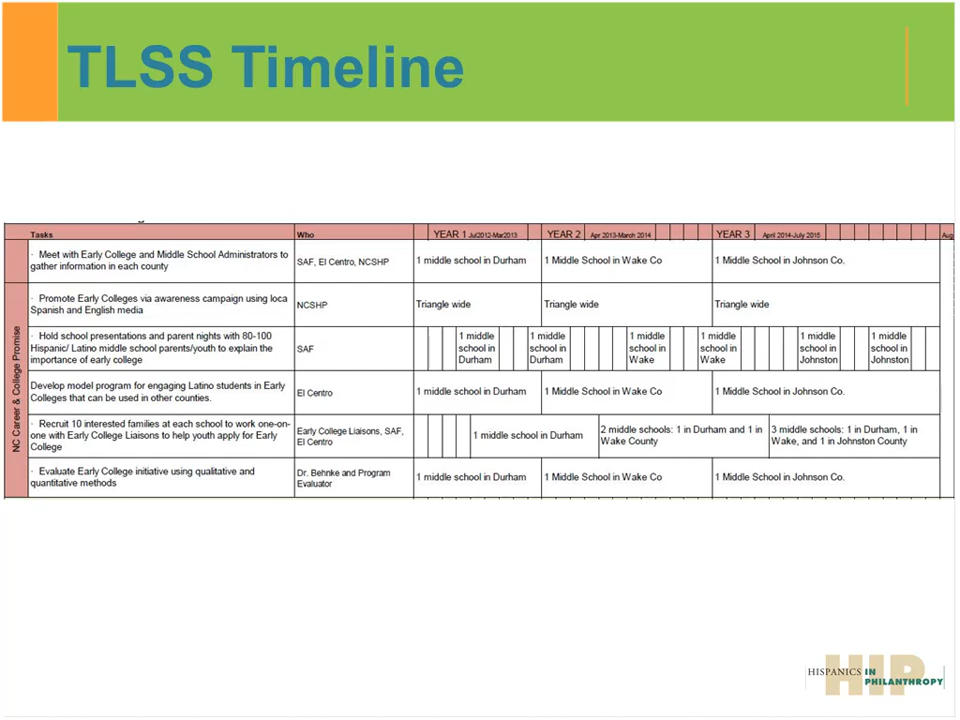 TLSS Timeline
Tasks Who YEAR 1 Jul2012-Mar2013 YEAR 2 Apr 2013-March 2014 YEAR 3 April 2014-July 2015 Aug
NC Career & College Promise
· Meet with Early College and Middle School Administrators to
gather information in each county
SAF, El Centro, NCSHP
1 middle school in Durham
1 Middle School in Wake Co
1 Middle School in Johnson Co.
· Promote Early Colleges via awareness campaign using loca
Spanish and English media
NCSHP
Triangle wide
Triangle wide
Triangle wide
· Hold school presentations and parent nights with 80-100
Hispanic/ Latino middle school parents/youth to explain the
importance of early college
SAF
1 middle
school in
Durham
1 middle
school in
Durham
1 middle
school in
Wake
1 middle
school in
Wake
1 middle
school in
Johnston
1 middle
school in
Johnston
Develop model program for engaging Latino students in Early
Colleges that can be used in other counties.
El Centro
1 middle school in Durham
1 Middle School in Wake Co
1 Middle School in Johnson Co.
· Recruit 10 interested families at each school to work one-on-
one with Early College Liaisons to help youth apply for Early
College
Early College Liaisons, SAF,
El Centro
1 middle school in Durham
2 middle schools: 1 in Durham and 1 in
Wake County
3 middle schools: 1 in Durham, 1 in
Wake, and 1 in Johnston County
· Evaluate Early College initiative using qualitative and
quantitative methods
Dr. Behnke and Program
Evaluator
1 middle school in Durham
1 Middle School in Wake Co
1 Middle School in Johnson Co.
HIP
HISPANICS IN
PHILANTHROPY